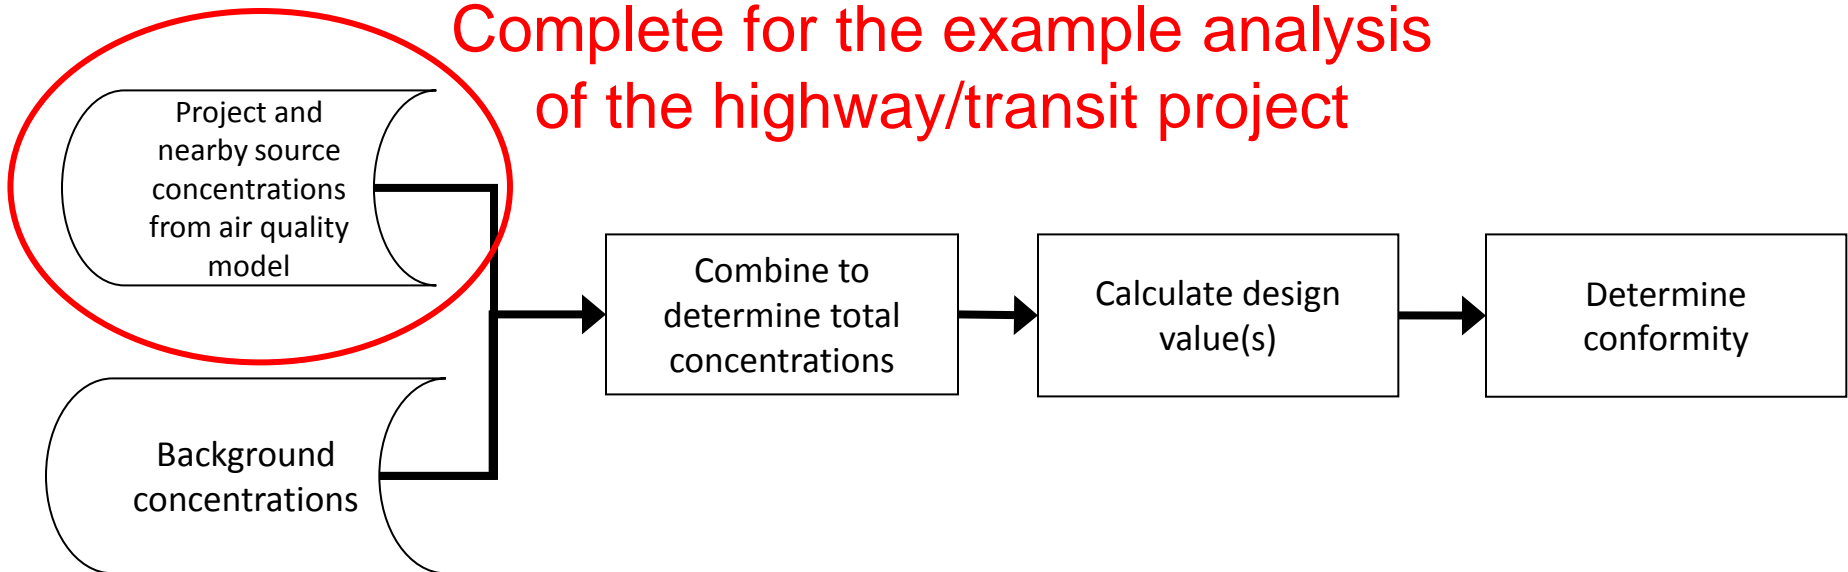 Complete for the example analysis
of the highway/transit project
Project and
nearby source
concentrations
from air quality
model
Combine to
determine total
concentrations
Calculate design
value(s)
Determine
conformity
Background
concentrations